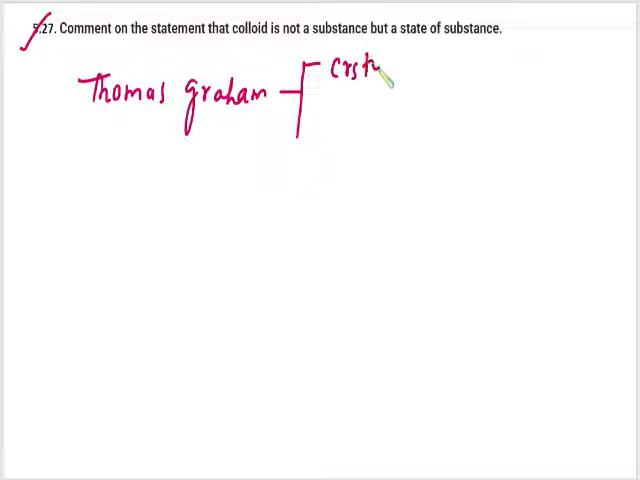 5.27. Comment on the statement that colloid is not a substance but a state of substance.
Thomas graham